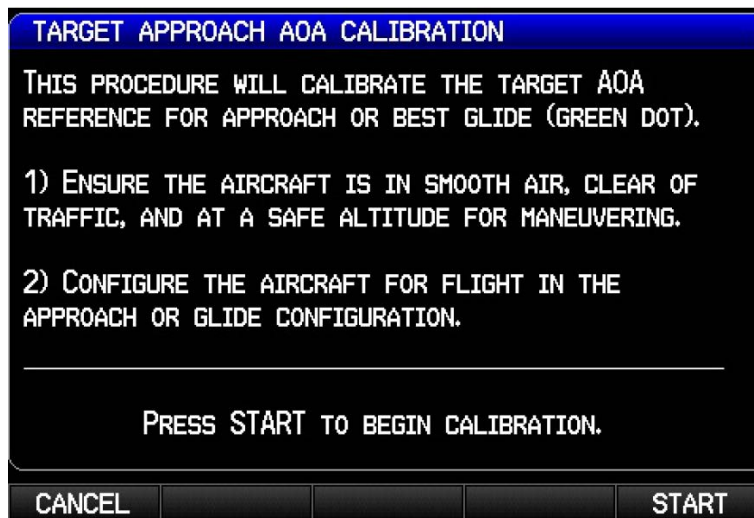 TARGET APPROACH AOA CALIBRATION
THIS PROCEDURE WILL CALIBRATE THE TARGET AOA
REFERENCE FOR APPROACH OR BEST GLIDE (GREEN DOT).
1) ENSURE THE AIRCRAFT IS IN SMOOTH AIR, CLEAR OF
TRAFFIC, AND AT A SAFE ALTITUDE FOR MANEUVERING.
2) CONFIGURE THE AIRCRAFT FOR FLIGHT IN THE
APPROACH OR GLIDE CONFIGURATION.
PRESS START TO BEGIN CALIBRATION.
CANCEL START